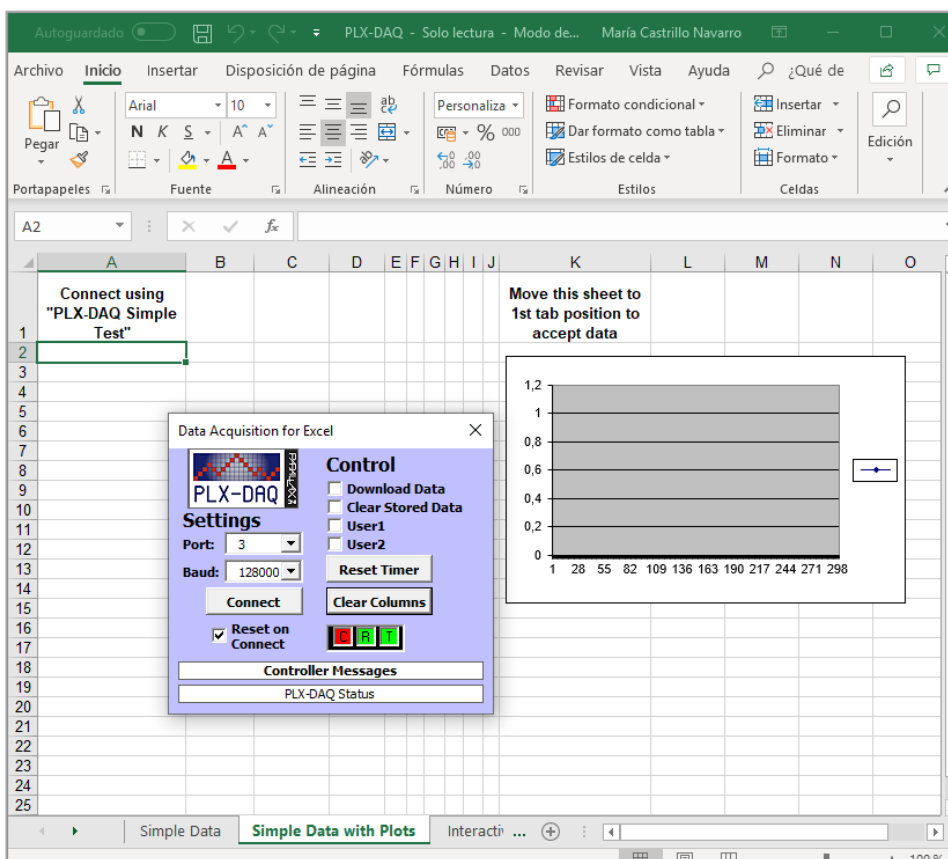 Autoguardado PLX-DAQ - Solo lectura - Modo de... María Castrillo Navarro
Archivo Inicio Insertar Disposición de página Fórmulas Datos Revisar Vista Ayuda ¿Qué de
Pegar
Arial 10
N K S A A
A
ab
Personaliza
% 000
Formato condicional
Dar formato como tabla
Estilos de celda
Insertar
Eliminar
Formato
Edición
Portapapeles Fuente Alineación Número Estilos Celdas
A2 fx
A B C D E F G H I J K L M N O
Connect using
"PLX-DAQ Simple
Test"
Move this sheet to
1st tab position to
accept data
1
2
3
4
5
6
7
8
9
10
11
12
13
14
15
16
17
18
19
20
21
22
23
24
25
Data Acquisition for Excel
PLX-DAQ
PARALLAX
Control
Download Data
Clear Stored Data
User1
User2
Settings
Port: 3
Baud: 128000
Reset Timer
Connect
Clear Columns
Reset on
Connect
C R T
Controller Messages
PLX-DAQ Status
1,2
1
0,8
0,6
0,4
0,2
0
1 28 55 82 109 136 163 190 217 244 271 298
Simple Data Simple Data with Plots Interacti ...
100 %